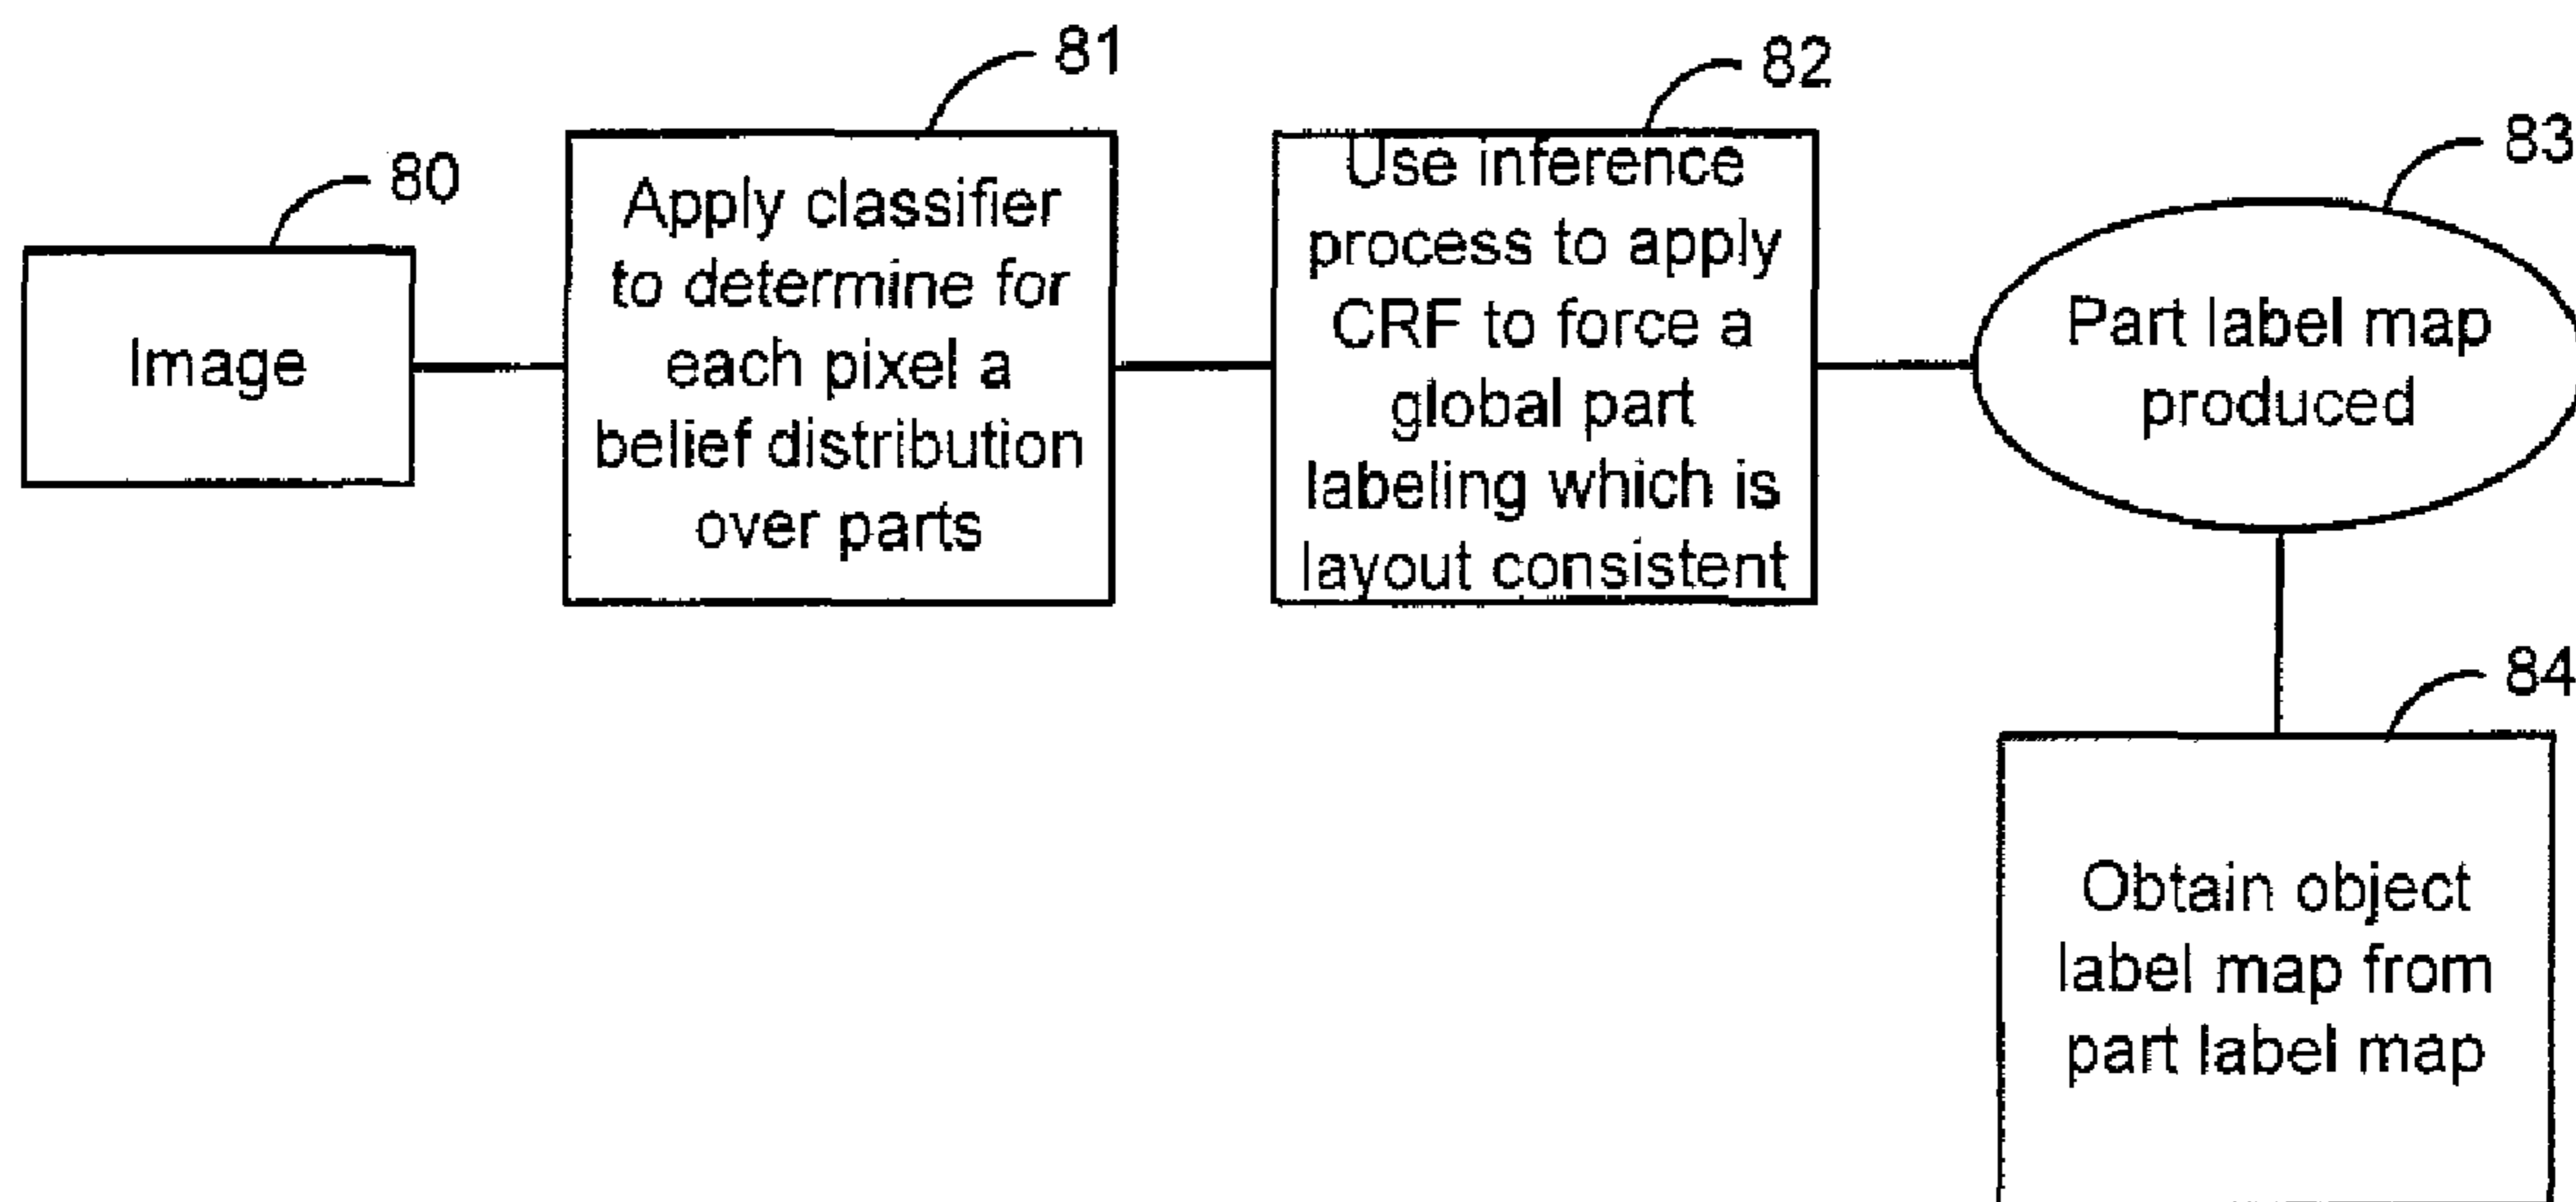 80
Image
81
Apply classifier
to determine for
each pixel a
belief distribution
over parts
82
Use inference
process to apply
CRF to force a
global part
labeling which is
layout consistent
83
Part label map
produced
84
Obtain object
label map from
part label map